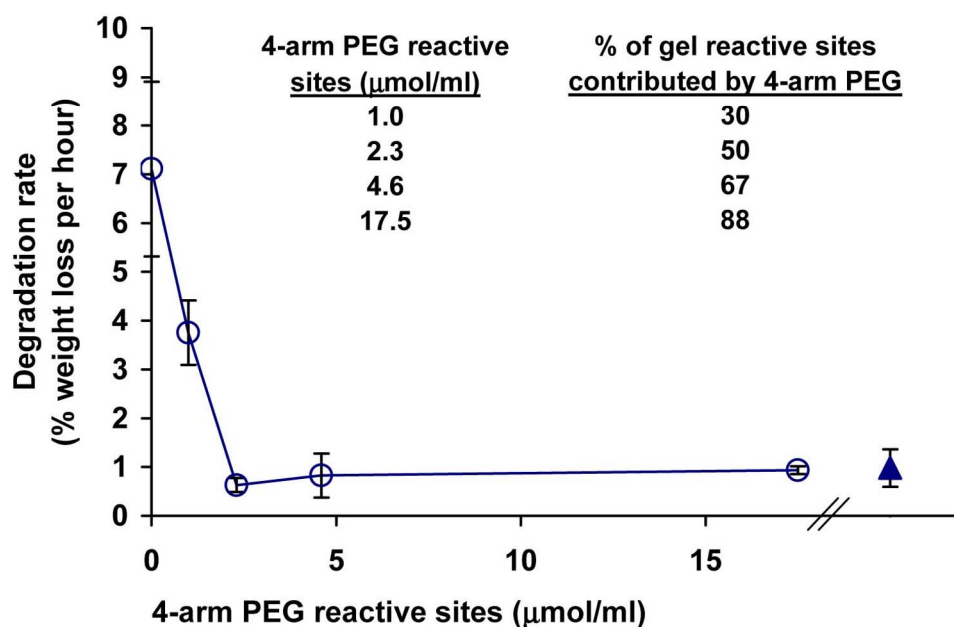 10
9
8
7
6
5
4
3
2
1
0
Degradation rate
(% weight loss per hour)
4-arm PEG reactive
sites (μmol/ml)
1.0
2.3
4.6
17.5
% of gel reactive sites
contributed by 4-arm PEG
30
50
67
88
0 5 10 15
4-arm PEG reactive sites (μmol/ml)